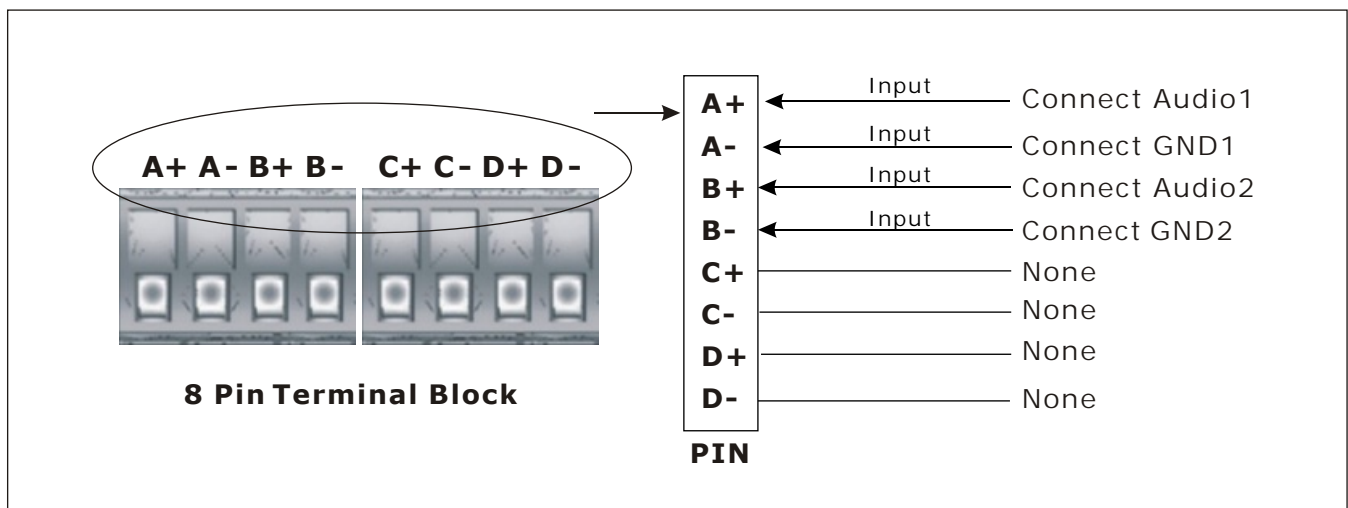 A+ A- B+ B- C+ C- D+ D-
8 Pin Terminal Block
A+ Input Connect Audio1
A- Input Connect GND1
B+ Input Connect Audio2
B- Input Connect GND2
C+ None
C- None
D+ None
D- None
PIN